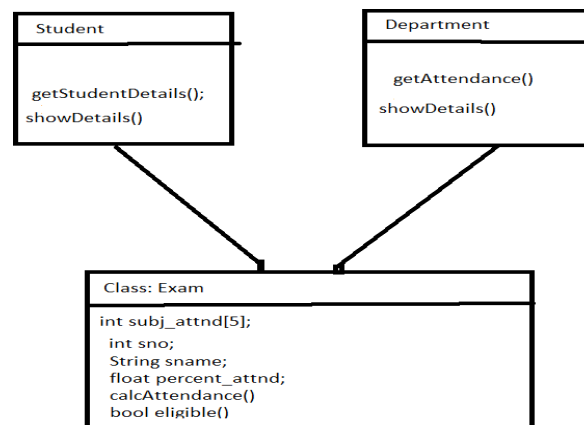 Student
getStudentDetails();
showDetails()
Department
getAttendance()
showDetails()
Class: Exam
int subj_attnd[5];
int sno;
String sname;
float percent_attnd;
calcAttendance()
bool eligible()